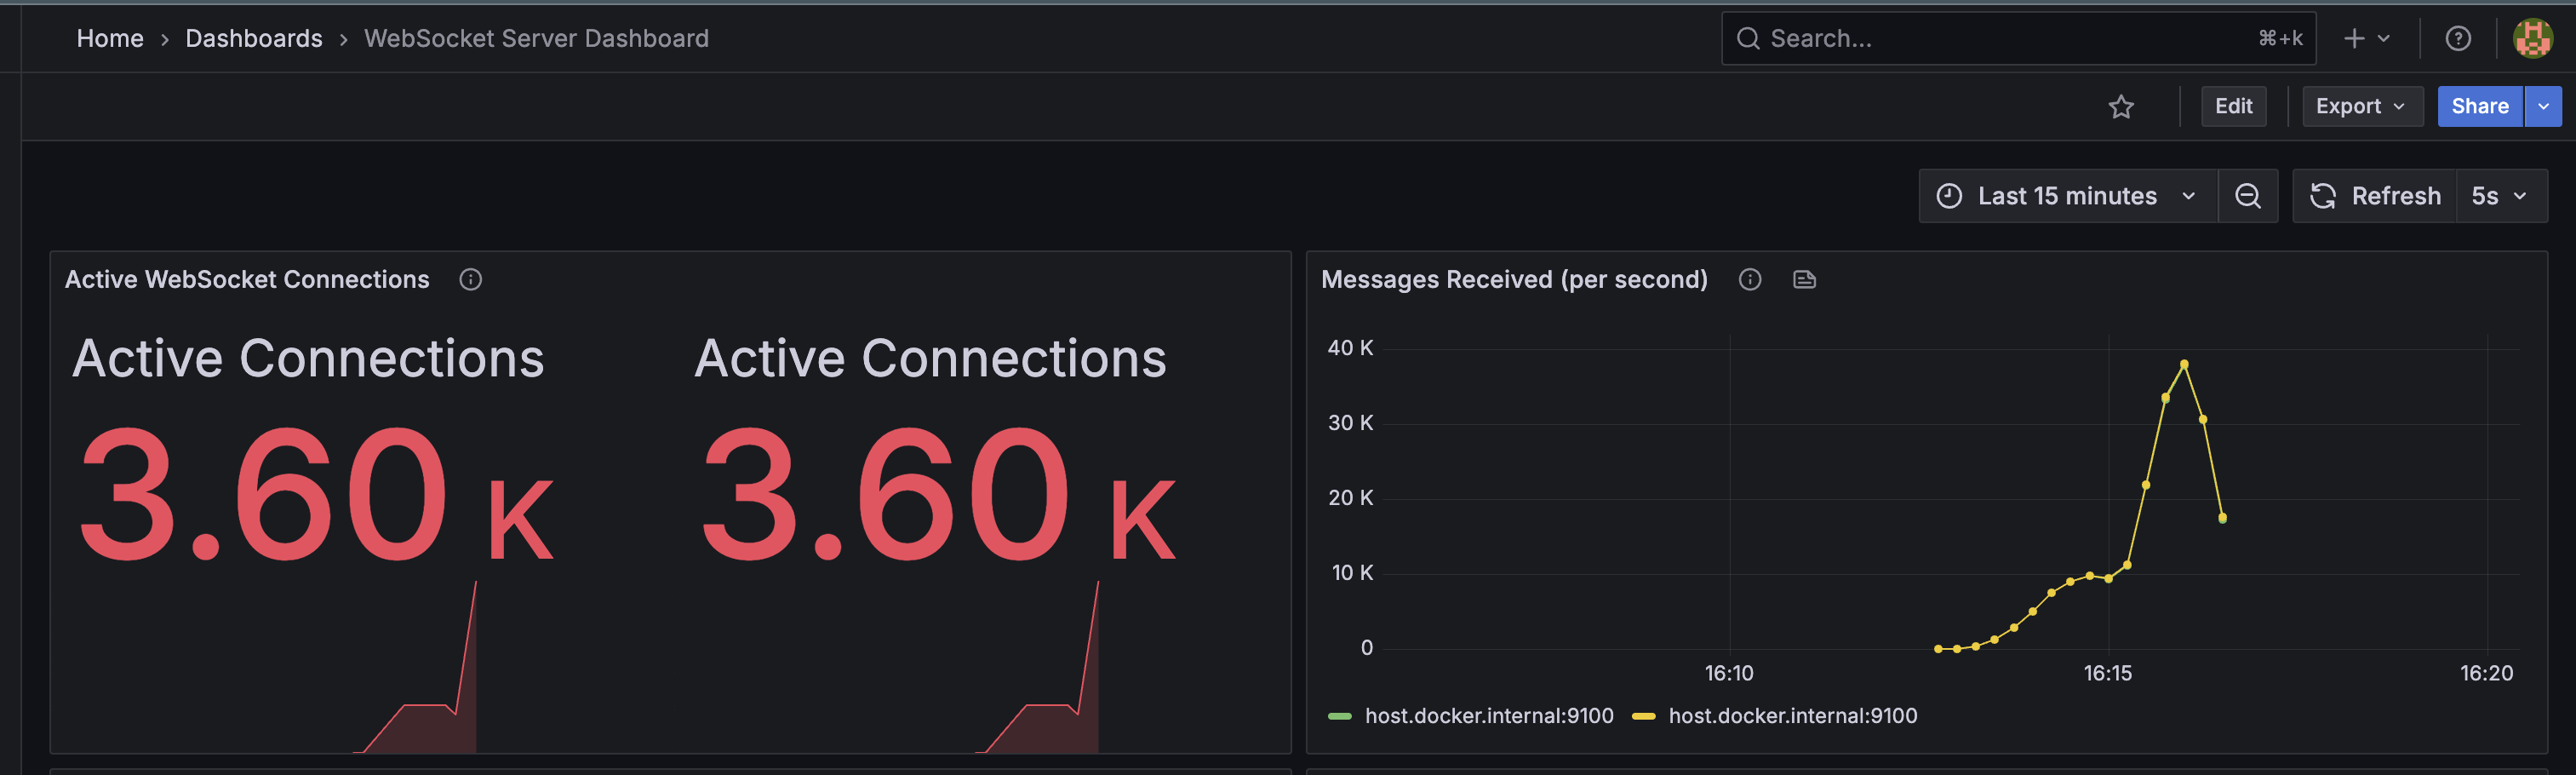 Home › Dashboards › WebSocket Server Dashboard
Search... ⌘+k
Edit Export Share
Last 15 minutes Refresh 5s
Active WebSocket Connections
Active Connections Active Connections
3.60 K 3.60 K
Messages Received (per second)
40 K
30 K
20 K
10 K
0
16:10 16:15 16:20
host.docker.internal:9100 host.docker.internal:9100